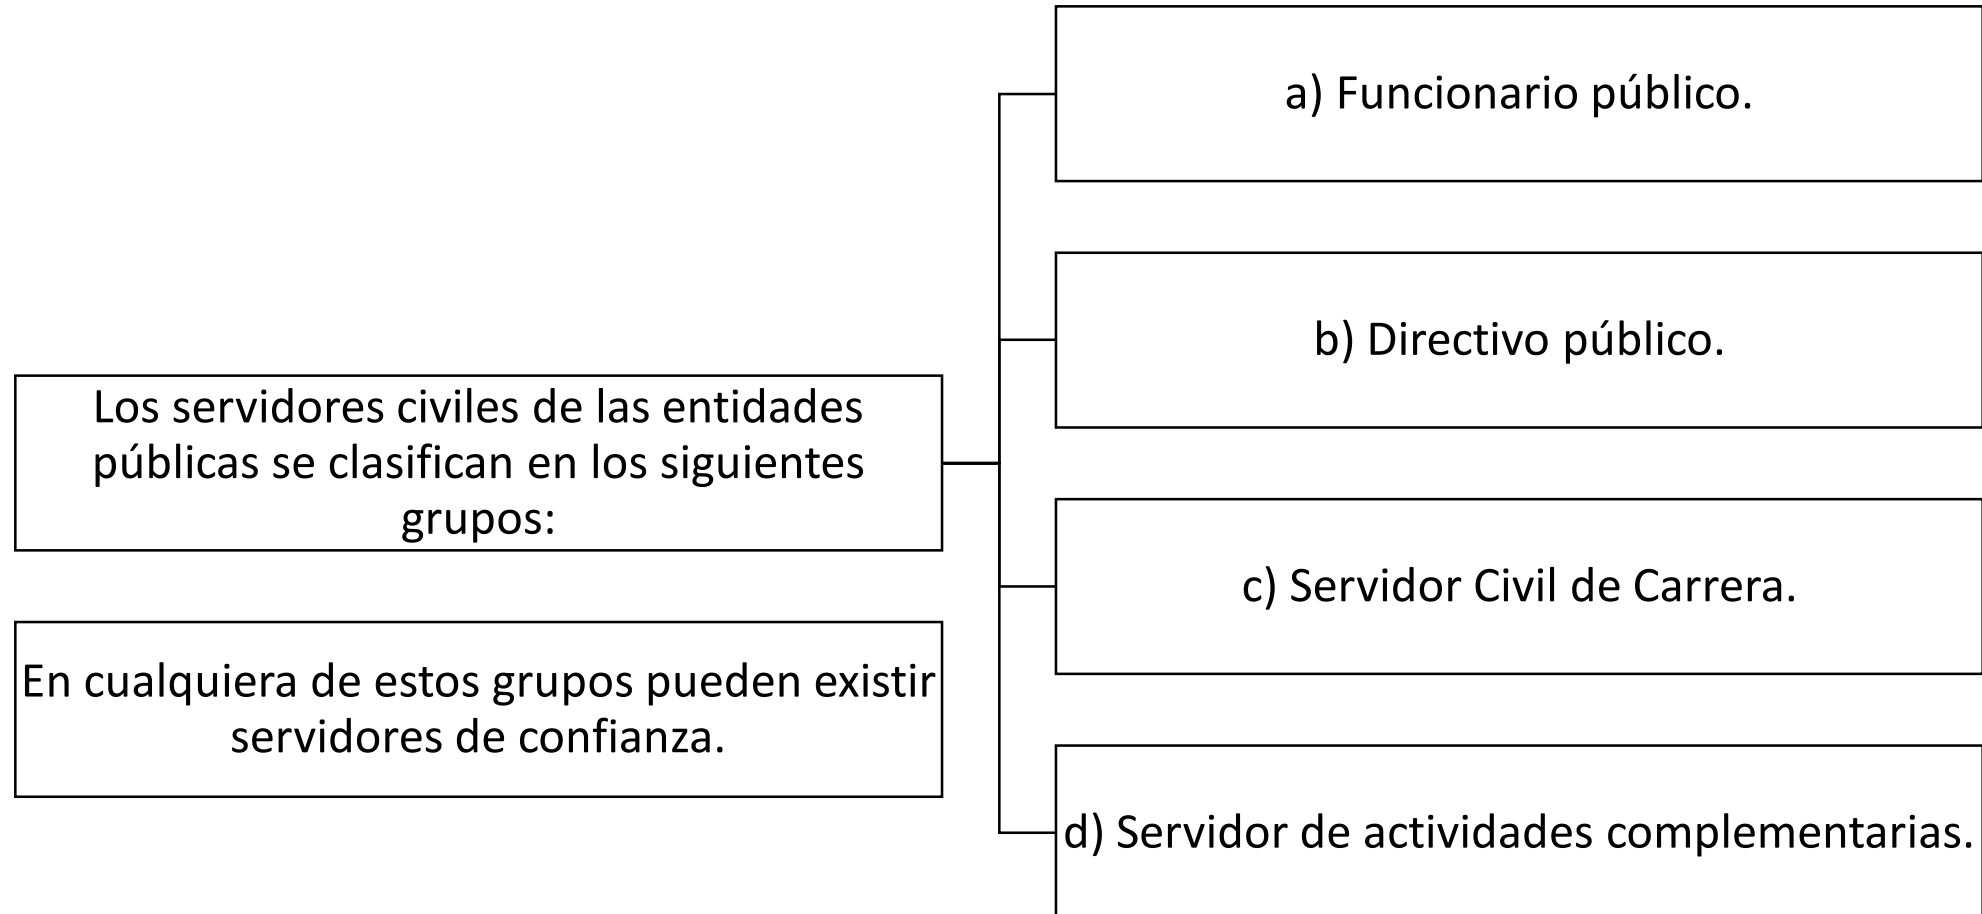 Los servidores civiles de las entidades
públicas se clasifican en los siguientes
grupos:
a) Funcionario público.
b) Directivo público.
c) Servidor Civil de Carrera.
d) Servidor de actividades complementarias.
En cualquiera de estos grupos pueden existir
servidores de confianza.